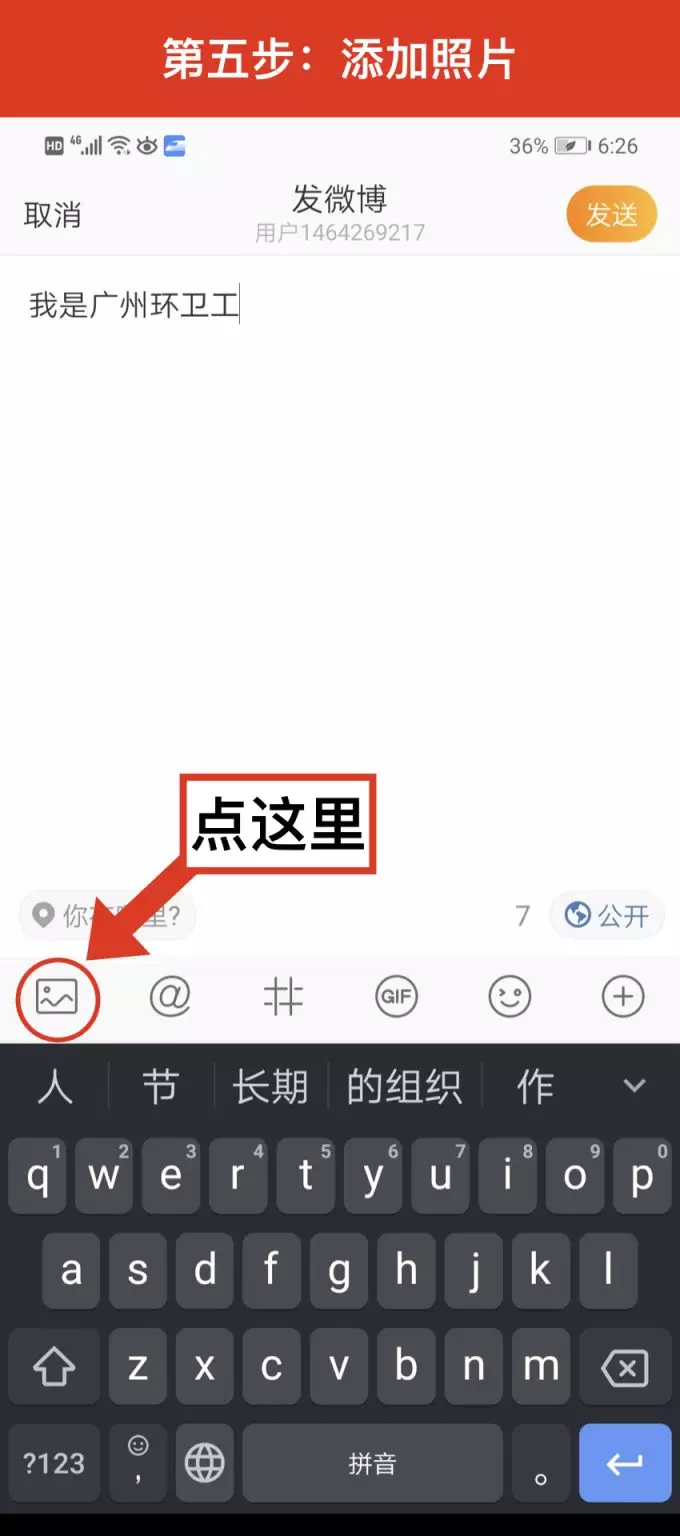 第五步：添加照片
HD 4G 36% 6:26
取消 发微博 发送
用户1464269217
我是广州环卫工
点这里
你在哪里? 7 公开
@ GIF
人 节 长期 的组织 作
1 2 3 4 5 6 7 8 9 0
q w e r t y u i o p
a s d f g h j k l
z x c v b n m
?123 , 拼音 。